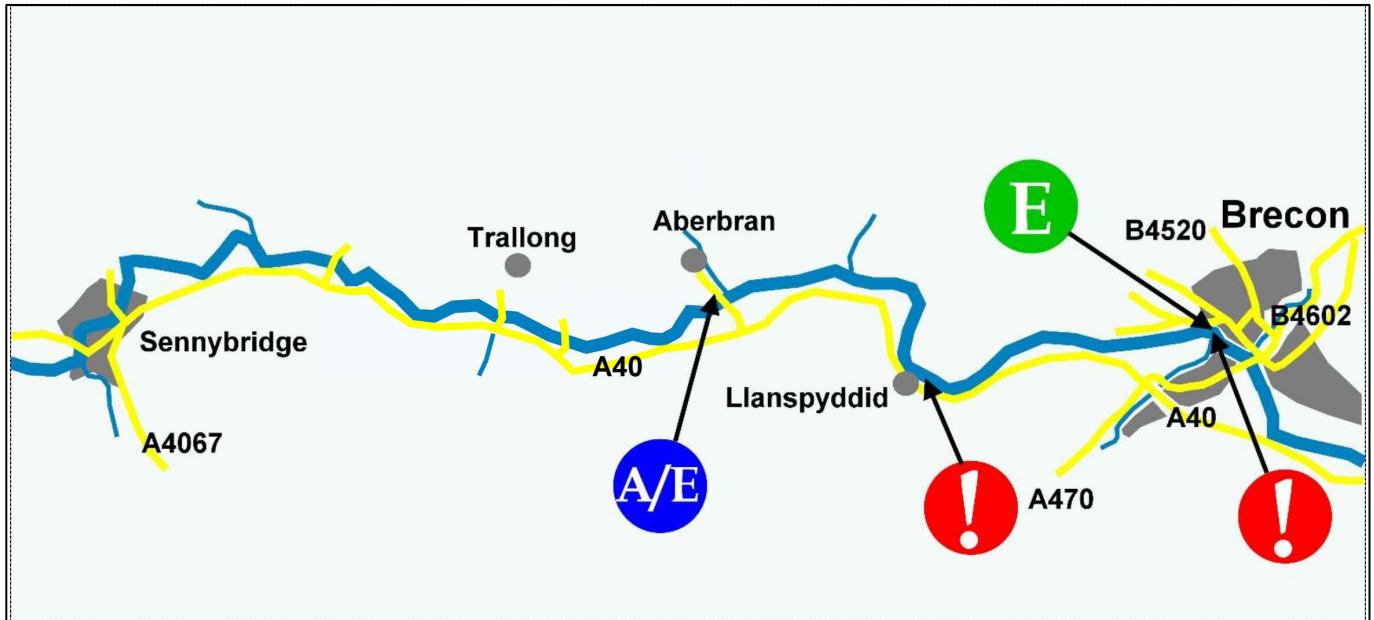 E
Brecon
B4520
Aberbran
Trallong
B4602
Sennybridge
A40
Llanspyddid
A40
A4067
A/E
A470
!
!